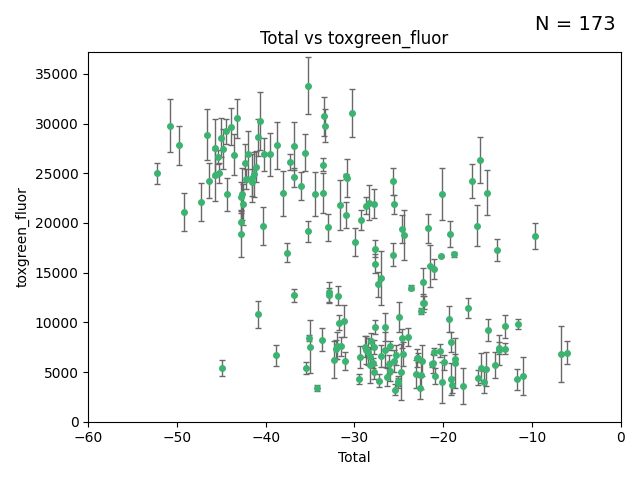 N = 173
Total vs toxgreen_fluor
35000
30000
25000
20000
15000
10000
5000
0
toxgreen_fluor
−60 −50 −40 −30 −20 −10 0
Total